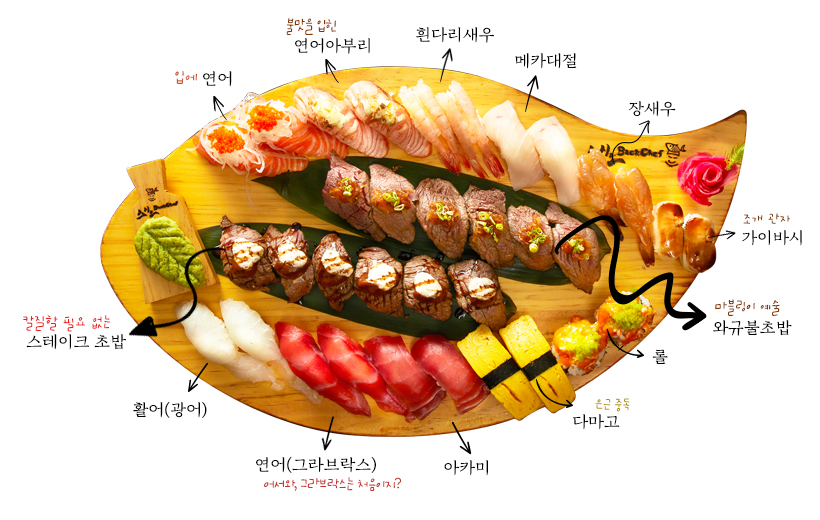 불맛을 입힌
연어아부리
흰다리새우
메카대절
입에 연어
장새우
BackChef
조개 관자
가이바시
마블링이 예술
와규불초밥
칼질할 필요 없는
스테이크 초밥
롤
은근 중독
다마고
활어(광어)
연어(그라브락스)
어서와, 그라브락스는 처음이지?
아카미